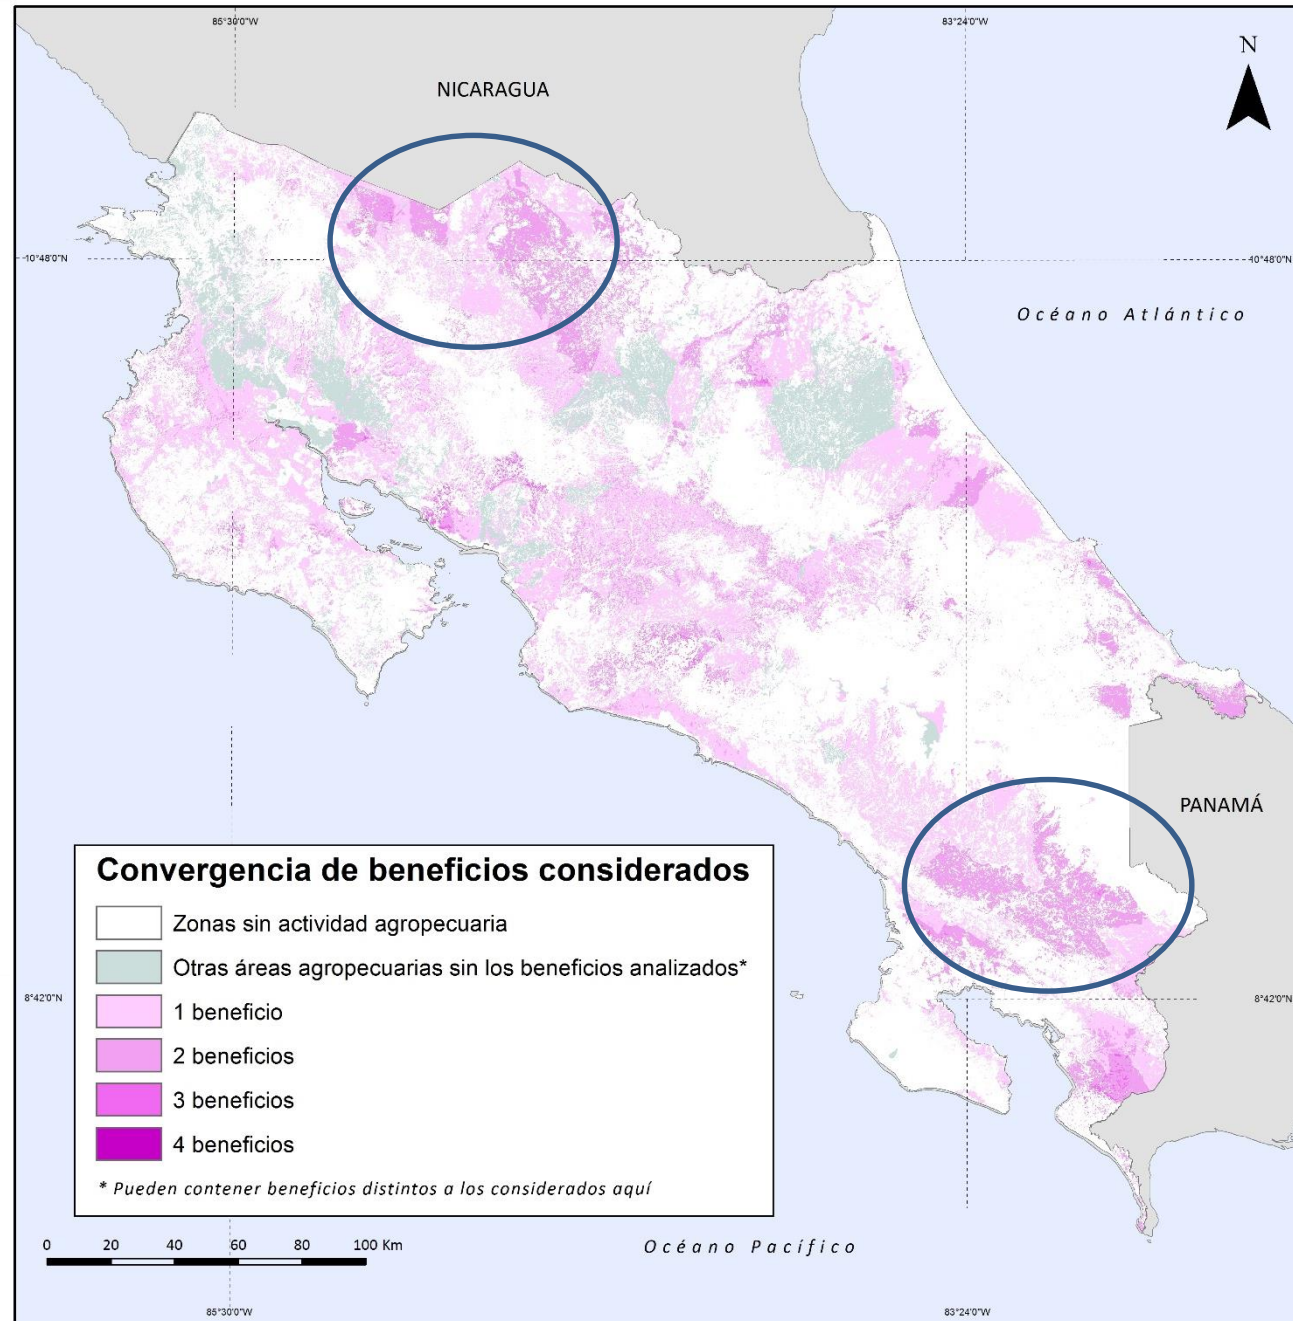 85°30'0"W
83°24'0"W
N
NICARAGUA
10°48'0"N
10°48'0"N
Océano Atlántico
PANAMÁ
Convergencia de beneficios considerados
Zonas sin actividad agropecuaria
Otras áreas agropecuarias sin los beneficios analizados*
1 beneficio
2 beneficios
3 beneficios
4 beneficios
* Pueden contener beneficios distintos a los considerados aquí
8°42'0"N
8°42'0"N
0 20 40 60 80 100 Km
Océano Pacífico
85°30'0"W
83°24'0"W